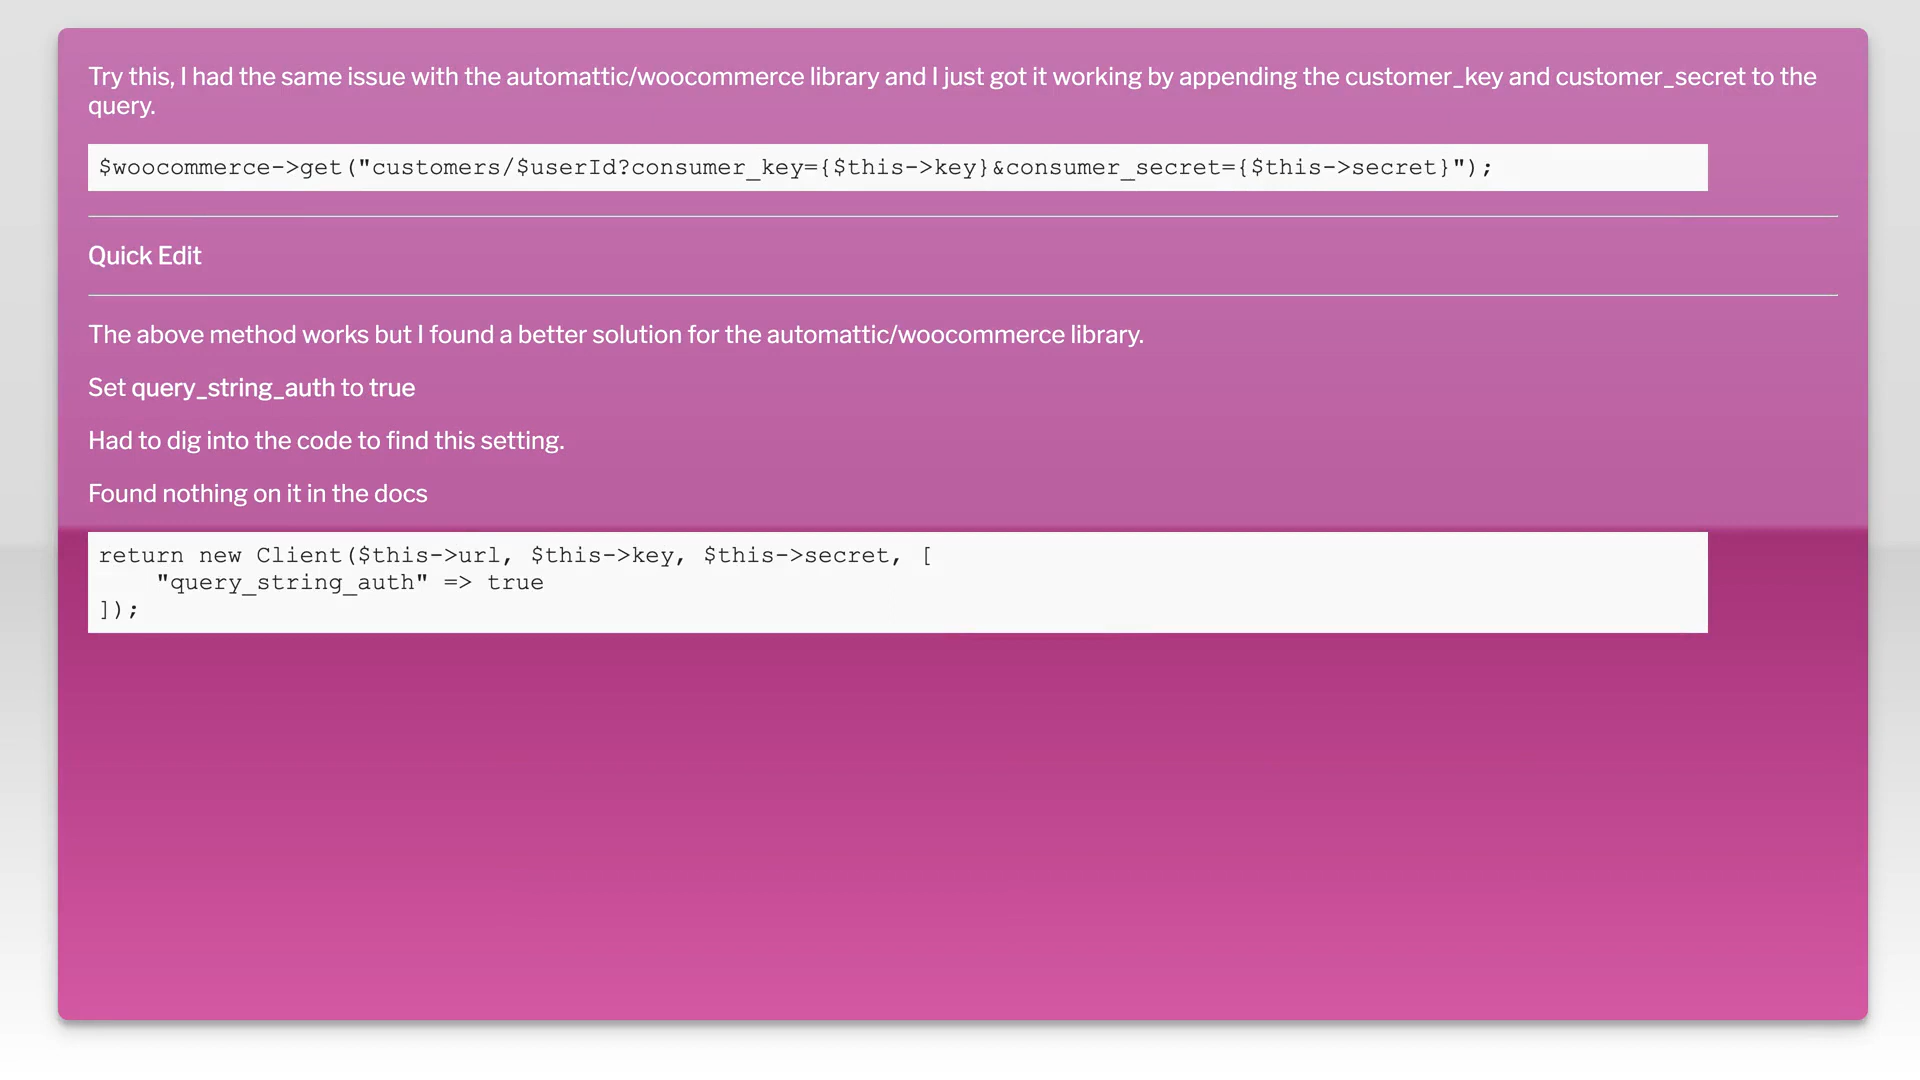 Try this, I had the same issue with the automattic/woocommerce library and I just got it working by appending the customer_key and customer_secret to the
query.
$woocommerce->get("customers/$userId?consumer_key={$this->key}&consumer_secret={$this->secret}");
Quick Edit
The above method works but I found a better solution for the automattic/woocommerce library.
Set query_string_auth to true
Had to dig into the code to find this setting.
Found nothing on it in the docs
return new Client($this->url, $this->key, $this->secret, [
    "query_string_auth" => true
]);